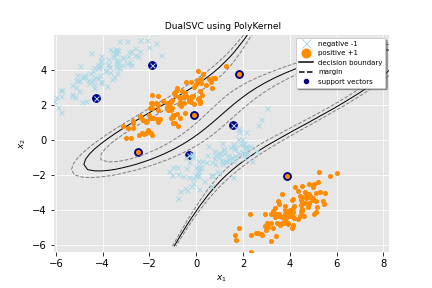 DualSVC using PolyKernel
negative -1
positive +1
decision boundary
margin
support vectors
x₂
4
2
0
−2
−4
−6
−6 −4 −2 0 2 4 6 8
x₁